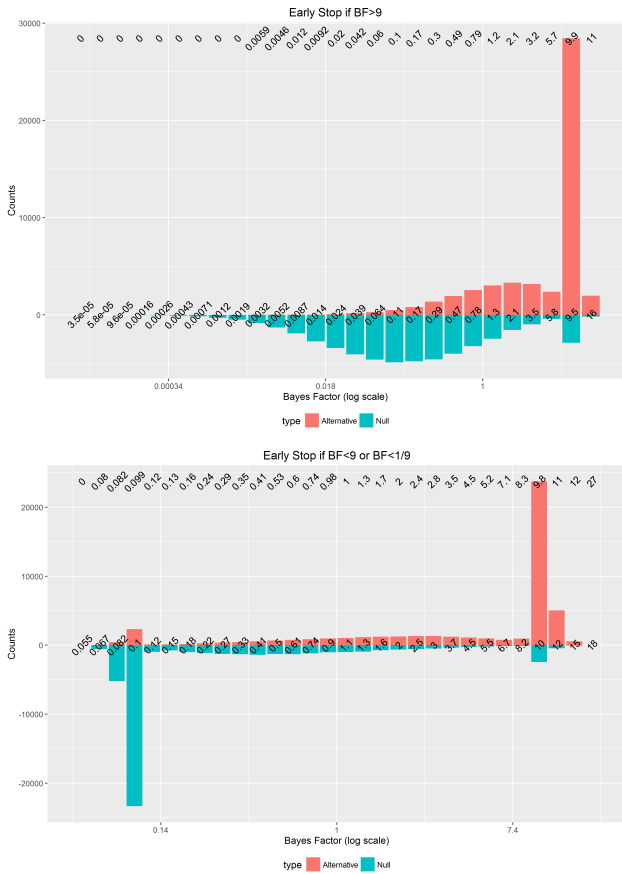 Early Stop if BF>9
0 0 0 0 0 0 0 0 0 0.0059 0.0046 0.012 0.0092 0.02 0.042 0.06 0.1 0.17 0.3 0.49 0.79 1.2 2.1 3.2 5.7 9.9 11
30000
20000
10000
0
Counts
3.5e-05 5.8e-05 9.6e-05 0.00016 0.00026 0.00043 0.00071 0.0012 0.0019 0.0032 0.0052 0.0087 0.014 0.024 0.039 0.064 0.11 0.17 0.29 0.47 0.78 1.3 2.1 3.5 5.8 9.5 16
0.00034 0.018 1
Bayes Factor (log scale)
type Alternative Null
Early Stop if BF<9 or BF<1/9
0 0.08 0.082 0.099 0.12 0.13 0.16 0.24 0.29 0.35 0.41 0.53 0.6 0.74 0.98 1 1.3 1.7 2 2.4 2.8 3.5 4.5 5.2 7.1 8.3 9.8 11 12 27
20000
10000
0
-10000
-20000
Counts
0.055 0.067 0.082 0.1 0.12 0.15 0.18 0.22 0.27 0.33 0.41 0.5 0.61 0.74 0.9 1.1 1.3 1.6 2 2.5 3 3.7 4.5 5.5 6.7 8.2 10 12 15 18
0.14 1 7.4
Bayes Factor (log scale)
type Alternative Null